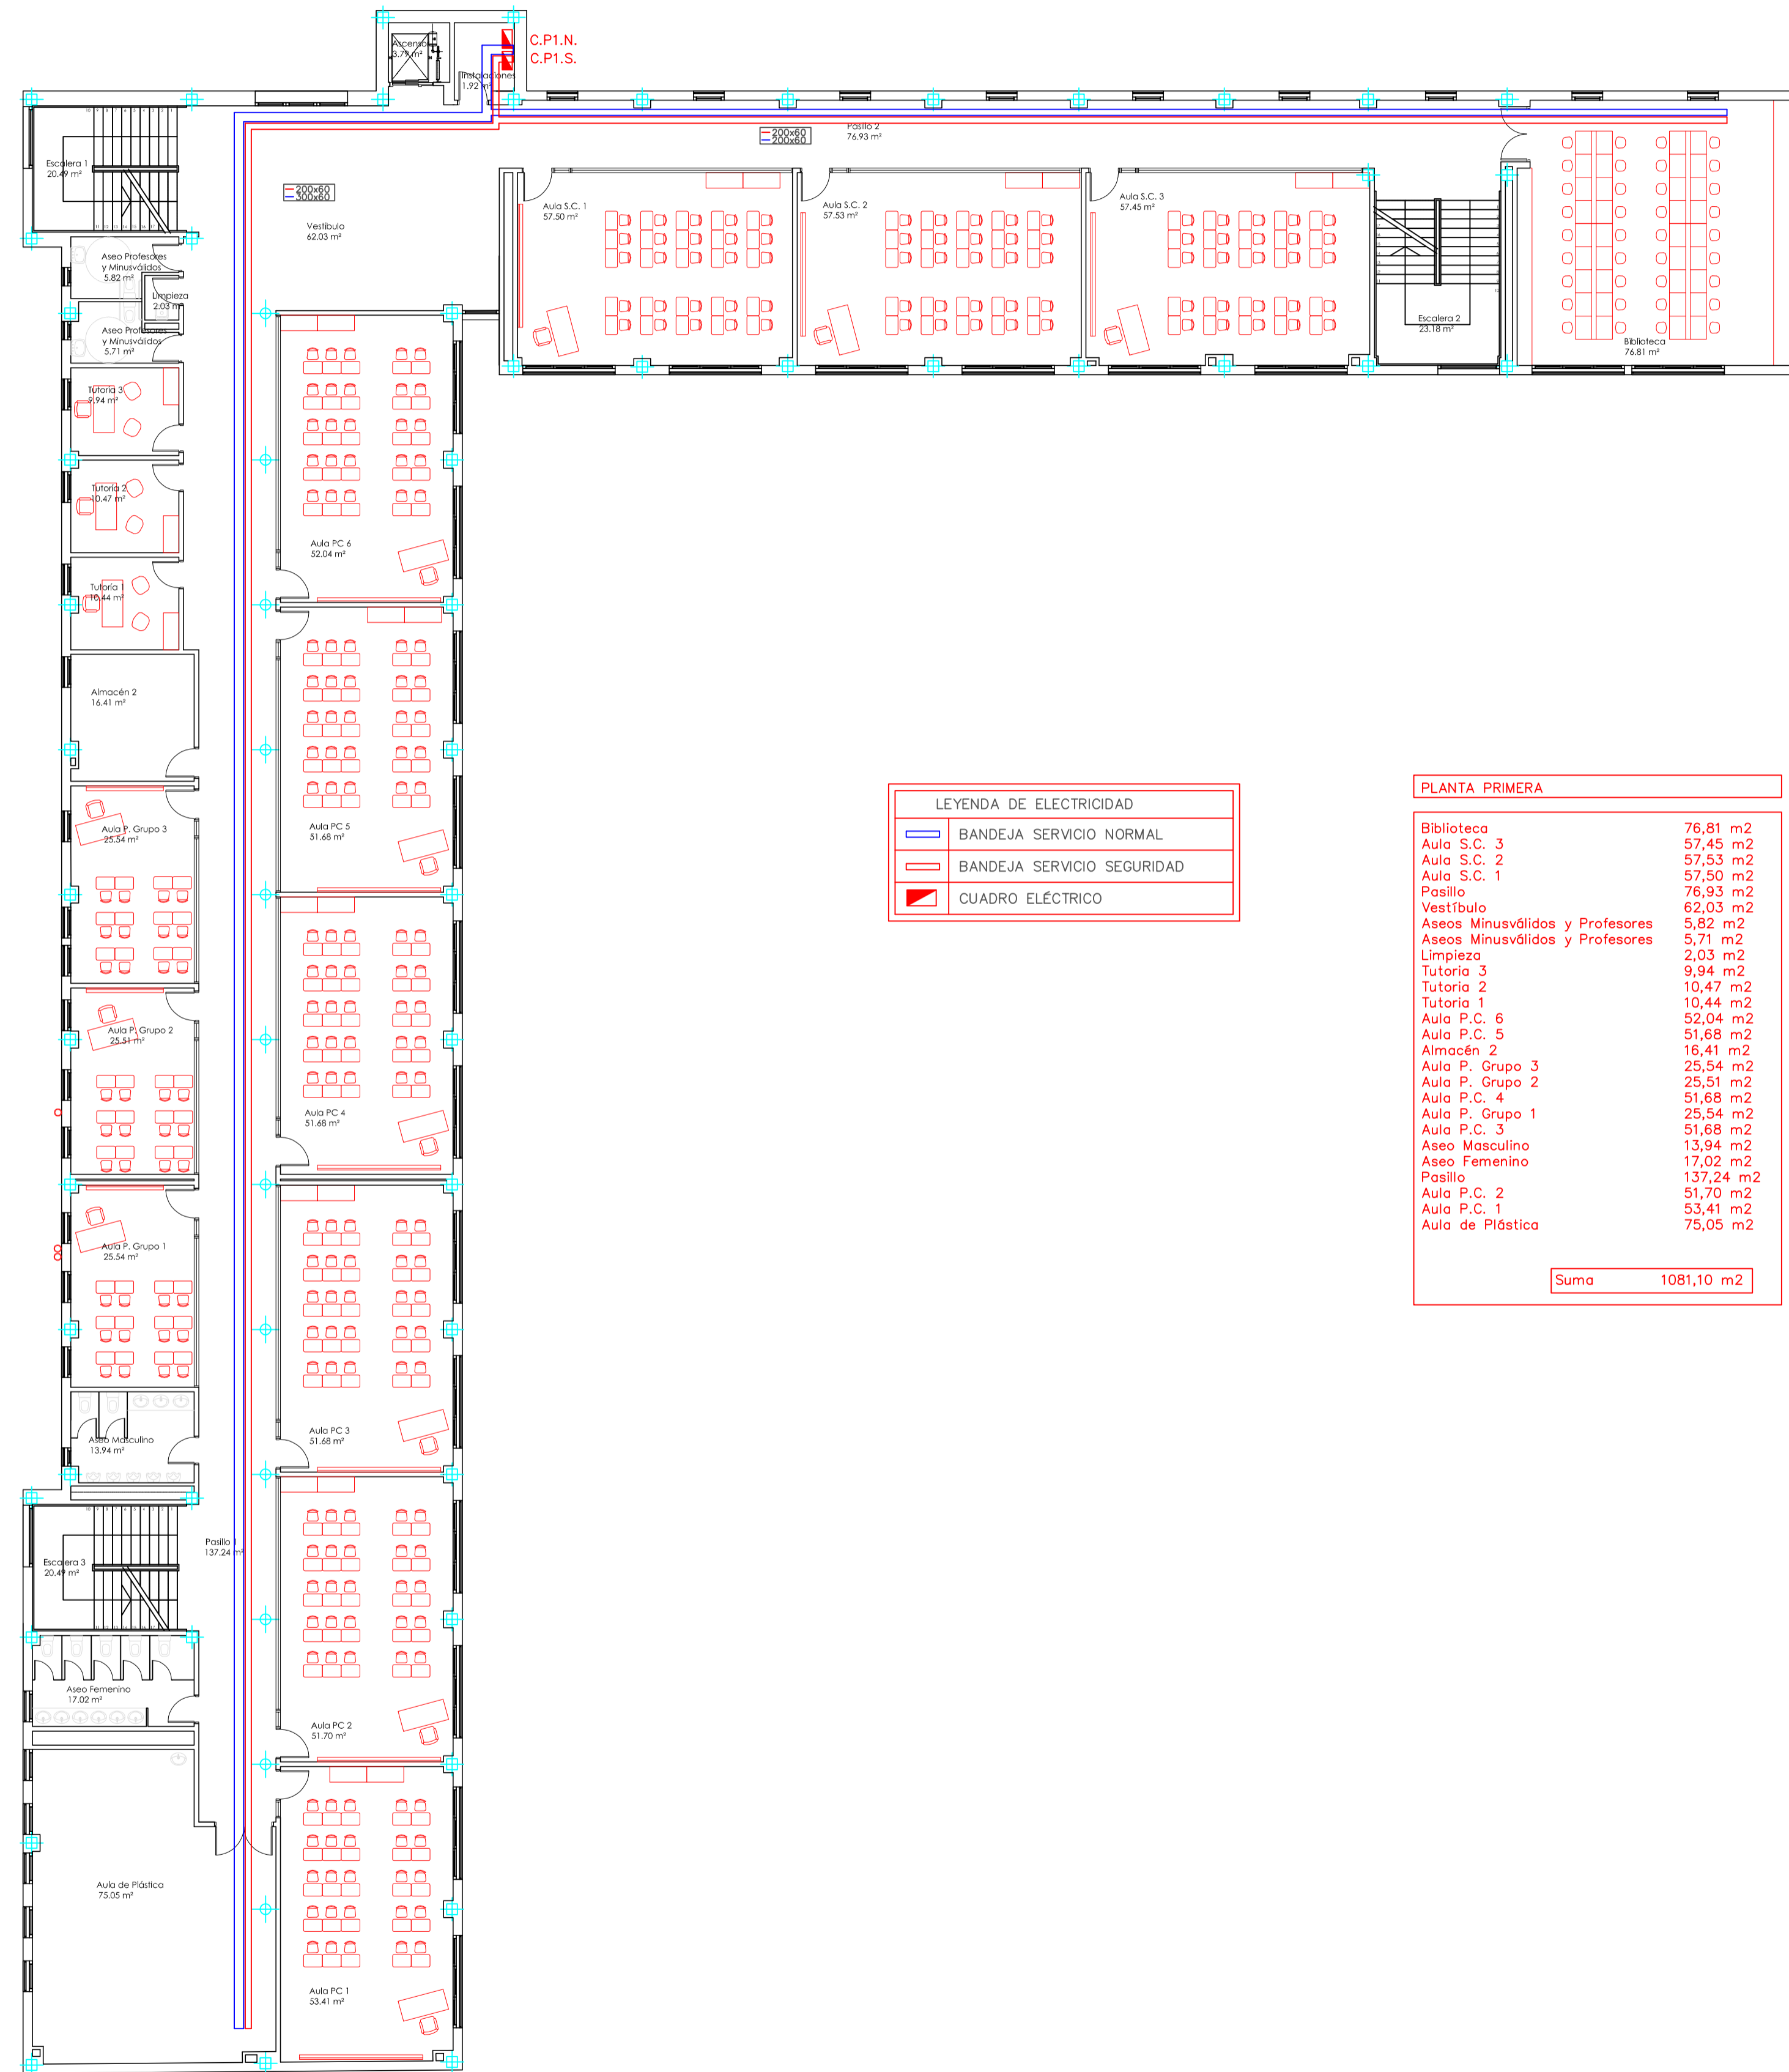 C.P1.N.
C.P1.S.
Ascensor
3.79 m²
Instalaciones
1.92 m²
Pasillo 2
76.93 m²
200x60
200x60
200x60
300x60
Escalera 1
20.49 m²
Vestíbulo
62.03 m²
Aula S.C. 1
57.50 m²
Aula S.C. 2
57.53 m²
Aula S.C. 3
57.45 m²
Escalera 2
23.18 m²
Biblioteca
76.81 m²
Aseo Profesores
y Minusválidos
5.82 m²
Limpieza
2.03 m²
Aseo Profesores
y Minusválidos
5.71 m²
Tutoría 3
9.94 m²
Tutoría 2
10.47 m²
Tutoría 1
10.44 m²
Aula PC 6
52.04 m²
Almacén 2
16.41 m²
Aula P. Grupo 3
25.54 m²
Aula PC 5
51.68 m²
Aula P. Grupo 2
25.51 m²
Aula PC 4
51.68 m²
Aula P. Grupo 1
25.54 m²
Aula PC 3
51.68 m²
Aseo Masculino
13.94 m²
Pasillo 1
137.24 m²
Escalera 3
20.49 m²
Aseo Femenino
17.02 m²
Aula PC 2
51.70 m²
Aula de Plástica
75.05 m²
Aula PC 1
53.41 m²
LEYENDA DE ELECTRICIDAD
BANDEJA SERVICIO NORMAL
BANDEJA SERVICIO SEGURIDAD
CUADRO ELÉCTRICO
PLANTA PRIMERA
Biblioteca 76,81 m2
Aula S.C. 3 57,45 m2
Aula S.C. 2 57,53 m2
Aula S.C. 1 57,50 m2
Pasillo 76,93 m2
Vestíbulo 62,03 m2
Aseos Minusválidos y Profesores 5,82 m2
Aseos Minusválidos y Profesores 5,71 m2
Limpieza 2,03 m2
Tutoria 3 9,94 m2
Tutoria 2 10,47 m2
Tutoria 1 10,44 m2
Aula P.C. 6 52,04 m2
Aula P.C. 5 51,68 m2
Almacén 2 16,41 m2
Aula P. Grupo 3 25,54 m2
Aula P. Grupo 2 25,51 m2
Aula P.C. 4 51,68 m2
Aula P. Grupo 1 25,54 m2
Aula P.C. 3 51,68 m2
Aseo Masculino 13,94 m2
Aseo Femenino 17,02 m2
Pasillo 137,24 m2
Aula P.C. 2 51,70 m2
Aula P.C. 1 53,41 m2
Aula de Plástica 75,05 m2
Suma 1081,10 m2